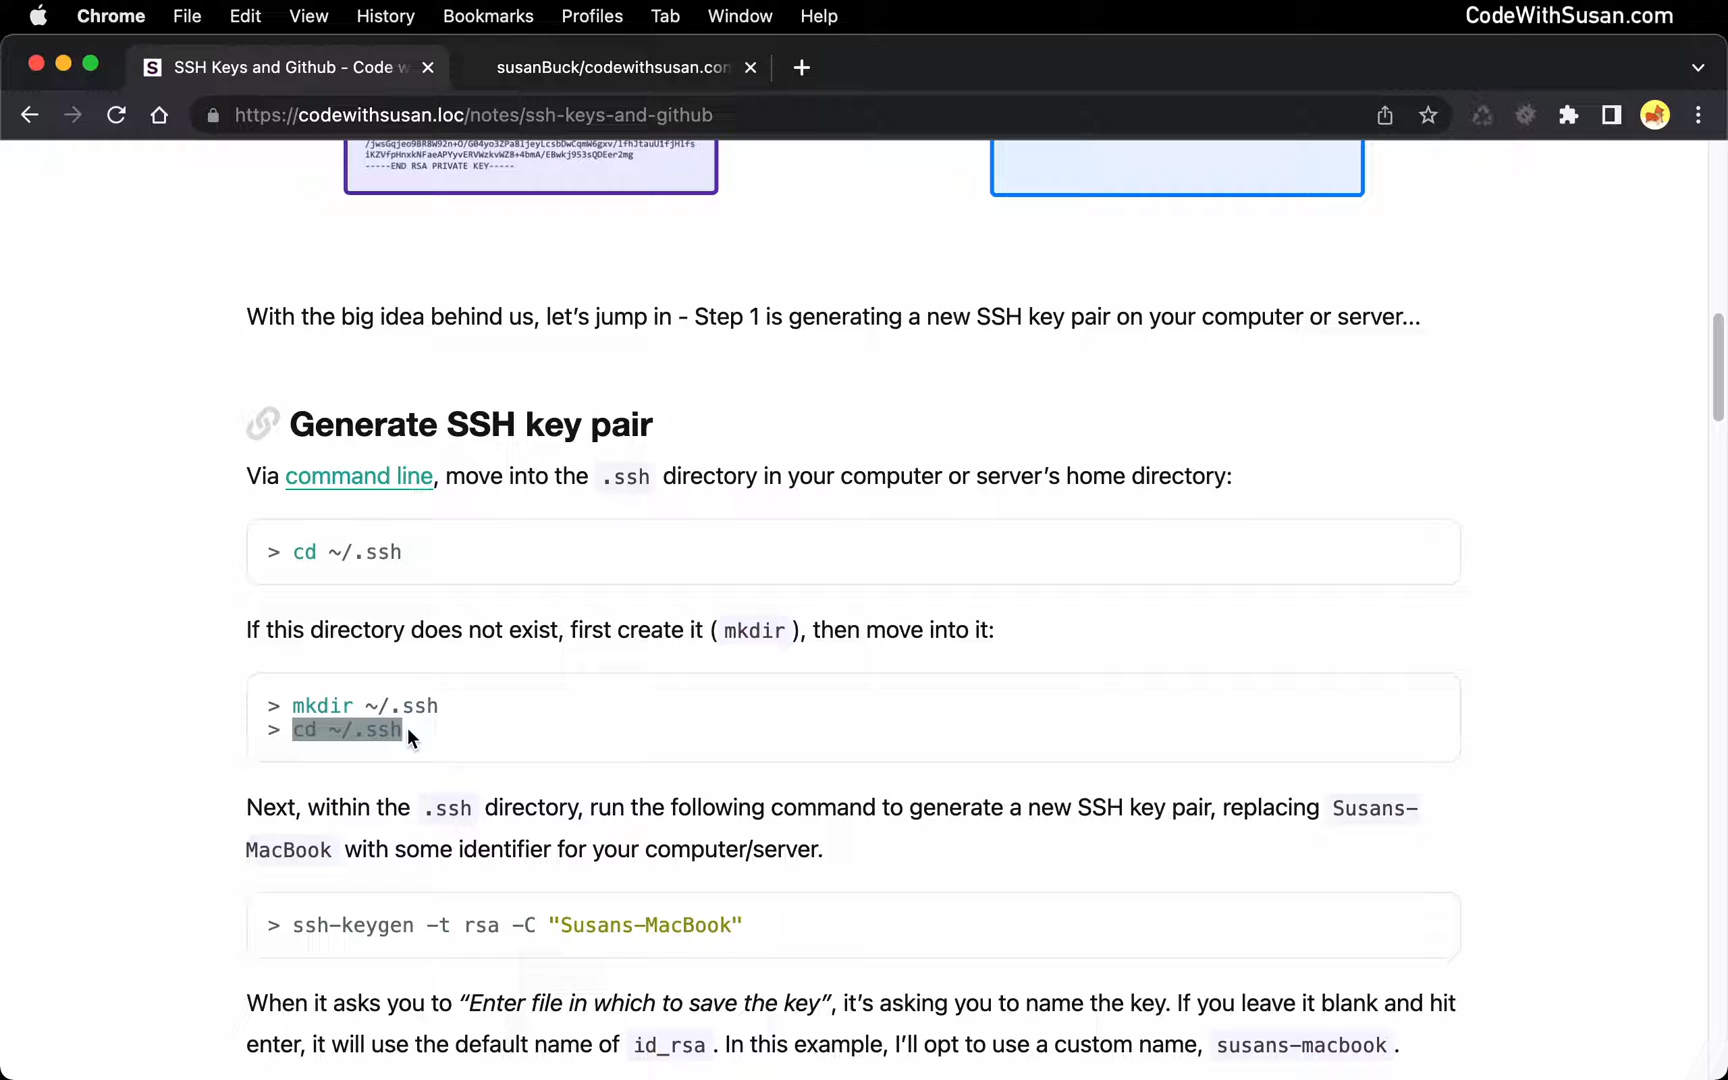 Chrome File Edit View History Bookmarks Profiles Tab Window Help CodeWithSusan.com
S SSH Keys and Github - Code w susanBuck/codewithsusan.con
https://codewithsusan.loc/notes/ssh-keys-and-github
-----END RSA PRIVATE KEY-----
With the big idea behind us, let’s jump in - Step 1 is generating a new SSH key pair on your computer or server...
Generate SSH key pair
Via command line, move into the .ssh directory in your computer or server’s home directory:
> cd ~/.ssh
If this directory does not exist, first create it ( mkdir ), then move into it:
> mkdir ~/.ssh
> cd ~/.ssh
Next, within the .ssh directory, run the following command to generate a new SSH key pair, replacing Susans-
MacBook with some identifier for your computer/server.
> ssh-keygen -t rsa -C "Susans-MacBook"
When it asks you to “Enter file in which to save the key”, it’s asking you to name the key. If you leave it blank and hit
enter, it will use the default name of id_rsa . In this example, I’ll opt to use a custom name, susans-macbook .